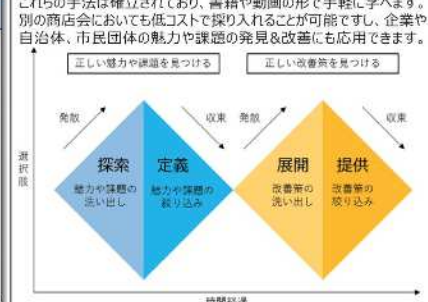 これらの手法は確立されており、書籍や動画の形で手軽に学べます。
別の商店会においても低コストで採り入れることが可能ですし、企業や
自治体、市民団体の魅力や課題の発見&改善にも応用できます。
正しい魅力や課題を見つける 正しい改善策を見つける
発散 収束 発散 収束
選択肢
探索 定義 展開 提供
魅力や課題の 魅力や課題の 改善策の 改善策の
洗い出し 絞り込み 洗い出し 絞り込み
時間経過